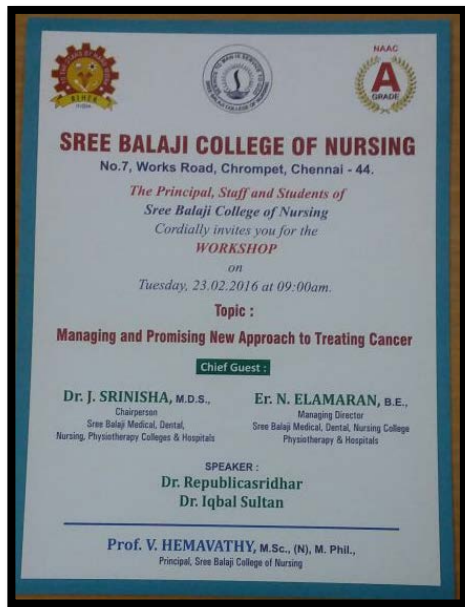 NAAC
A
GRADE
SREE BALAJI COLLEGE OF NURSING
No.7, Works Road, Chrompet, Chennai - 44.
The Principal, Staff and Students of
Sree Balaji College of Nursing
Cordially invites you for the
WORKSHOP
on
Tuesday, 23.02.2016 at 09:00am.
Topic :
Managing and Promising New Approach to Treating Cancer
Chief Guest :
Dr. J. SRINISHA, M.D.S.,
Chairperson
Sree Balaji Medical, Dental,
Nursing, Physiotherapy Colleges & Hospitals
Er. N. ELAMARAN, B.E.,
Managing Director
Sree Balaji Medical, Dental, Nursing College
Physiotherapy & Hospitals
SPEAKER :
Dr. Republicasridhar
Dr. Iqbal Sultan
Prof. V. HEMAVATHY, M.Sc., (N), M. Phil.,
Principal, Sree Balaji College of Nursing